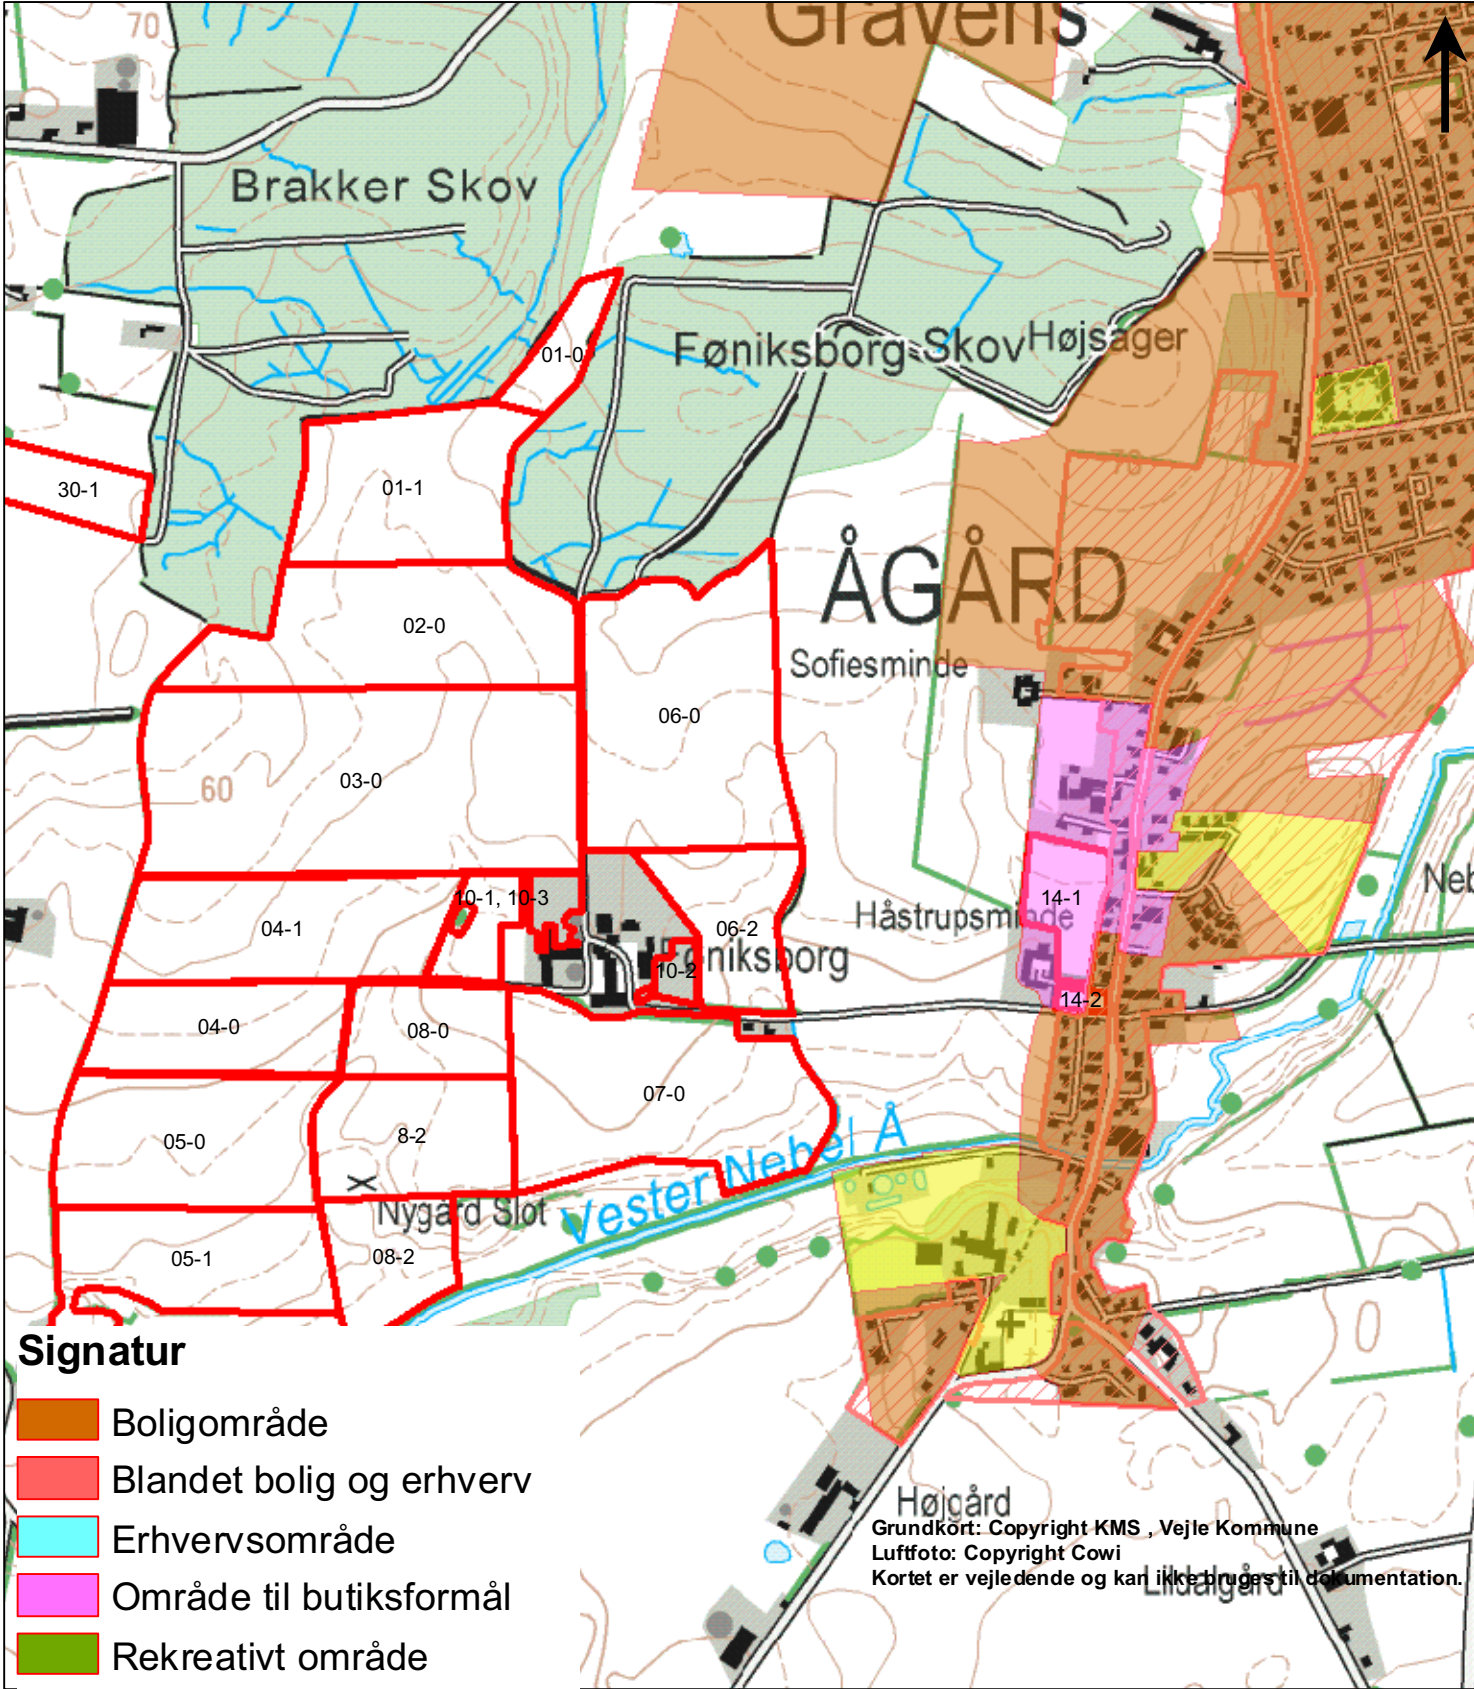 Gravens
70
Brakker Skov
01-0
Føniksborg Skov
Højsager
70
30-1
01-1
ÅGÅRD
02-0
Sofiesminde
06-0
03-0
60
10-1, 10-3
14-1
Håstrupsminde
04-1
06-2
Føniksborg
10-2
14-2
04-0
08-0
07-0
05-0
8-2
Vester Nebel Å
Nygård Slot
05-1
08-2
Signatur
Boligområde
Blandet bolig og erhverv
Erhvervsområde
Område til butiksformål
Rekreativt område
Højgård
Grundkort: Copyright KMS , Vejle Kommune
Luftfoto: Copyright Cowi
Kortet er vejledende og kan ikke bruges til dokumentation.
Lildalgård